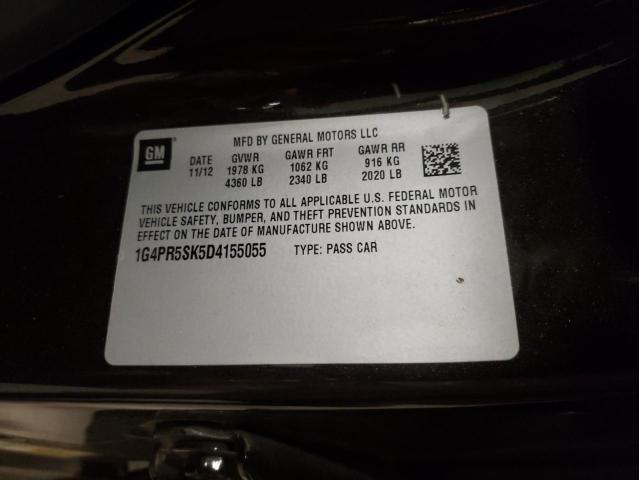 MFD BY GENERAL MOTORS LLC
GM
DATE GVWR GAWR FRT GAWR RR
11/12 1978 KG 1062 KG 916 KG
4360 LB 2340 LB 2020 LB
THIS VEHICLE CONFORMS TO ALL APPLICABLE U.S. FEDERAL MOTOR
VEHICLE SAFETY, BUMPER, AND THEFT PREVENTION STANDARDS IN
EFFECT ON THE DATE OF MANUFACTURE SHOWN ABOVE.
1G4PR5SK5D4155055 TYPE: PASS CAR